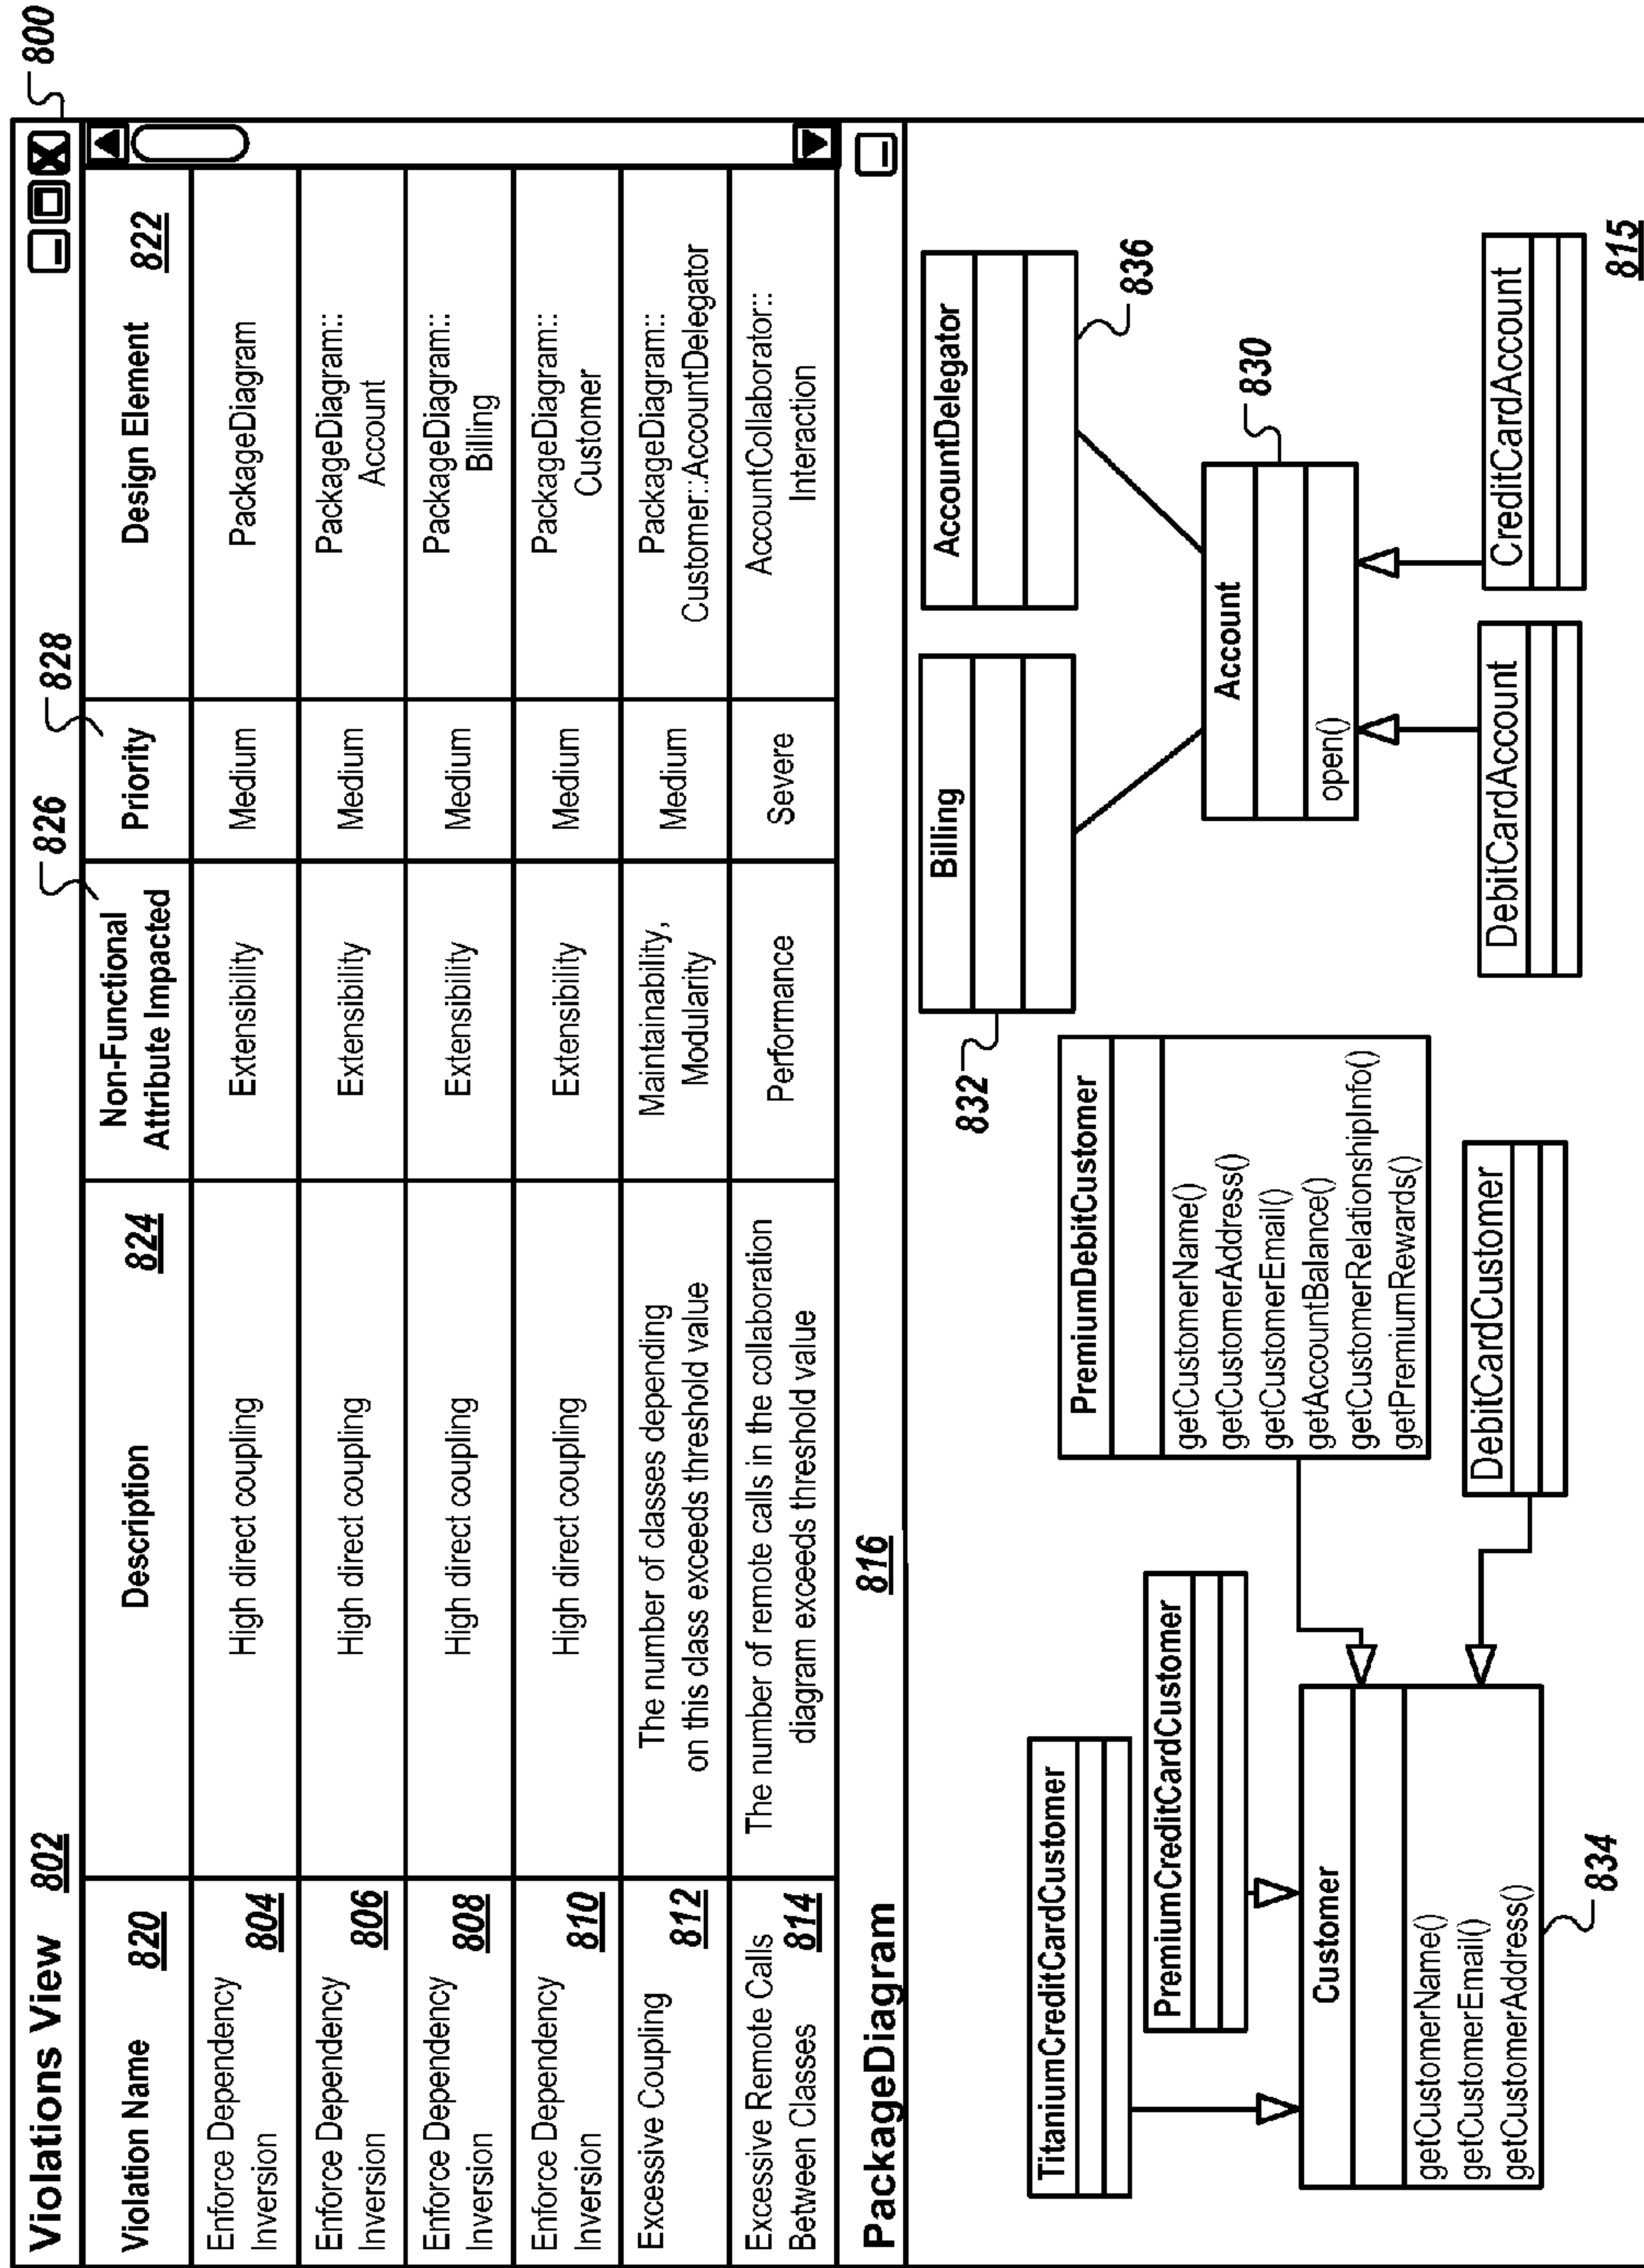 800
Violations View 802
826
828
Violation Name 820
Description 824
Non-Functional
Attribute Impacted
Priority
Design Element 822
Enforce Dependency
Inversion 804
High direct coupling
Extensibility
Medium
PackageDiagram
Enforce Dependency
Inversion 806
High direct coupling
Extensibility
Medium
PackageDiagram::
Account
Enforce Dependency
Inversion 808
High direct coupling
Extensibility
Medium
PackageDiagram::
Billing
Enforce Dependency
Inversion 810
High direct coupling
Extensibility
Medium
PackageDiagram::
Customer
Excessive Coupling 812
The number of classes depending
on this class exceeds threshold value
Maintainability,
Modularity
Medium
PackageDiagram::
Customer::AccountDelegator
Excessive Remote Calls
Between Classes 814
The number of remote calls in the collaboration
diagram exceeds threshold value
Performance
Severe
AccountCollaborator::
Interaction
PackageDiagram 816
TitaniumCreditCardCustomer
PremiumCreditCardCustomer
Customer
getCustomerName()
getCustomerEmail()
getCustomerAddress()
834
PremiumDebitCustomer
getCustomerName()
getCustomerAddress()
getCustomerEmail()
getAccountBalance()
getCustomerRelationshipInfo()
getPremiumRewards()
DebitCardCustomer
832
Billing
AccountDelegator
836
Account
open()
830
DebitCardAccount
CreditCardAccount
815